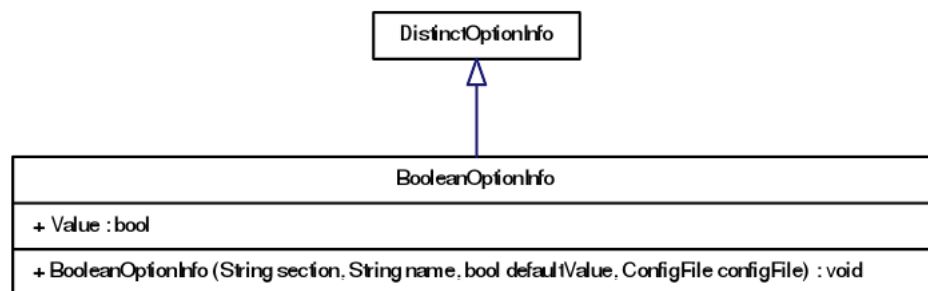 DistinctOptionInfo
BooleanOptionInfo
+ Value : bool
+ BooleanOptionInfo (String section, String name, bool defaultValue, ConfigFile configFile) : void